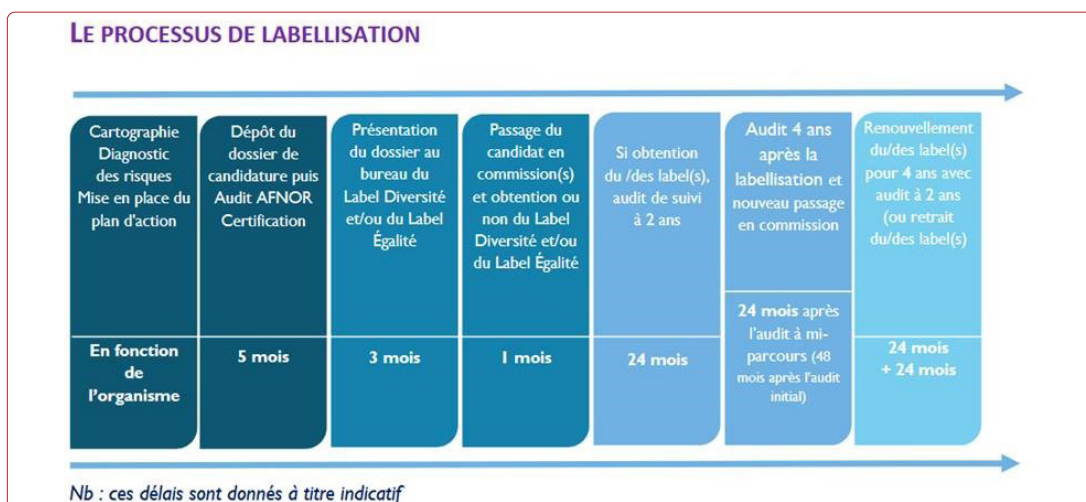 LE PROCESSUS DE LABELLISATION
Cartographie
Diagnostic
des risques
Mise en place du
plan d'action
En fonction
de
l'organisme
Dépôt du
dossier de
candidature puis
Audit AFNOR
Certification
5 mois
Présentation
du dossier au
bureau du
Label Diversité
et/ou du Label
Égalité
3 mois
Passage du
candidat en
commission(s)
et obtention ou
non du Label
Diversité et/ou
du Label Égalité
1 mois
Si obtention
du /des label(s),
audit de suivi
à 2 ans
24 mois
Audit 4 ans
après la
labellisation et
nouveau passage
en commission
24 mois après
l'audit à mi-
parcours (48
mois après l'audit
initial)
Renouvellement
du/des label(s)
pour 4 ans avec
audit à 2 ans
(ou retrait
du/des label(s)
24 mois
+ 24 mois
Nb : ces délais sont donnés à titre indicatif